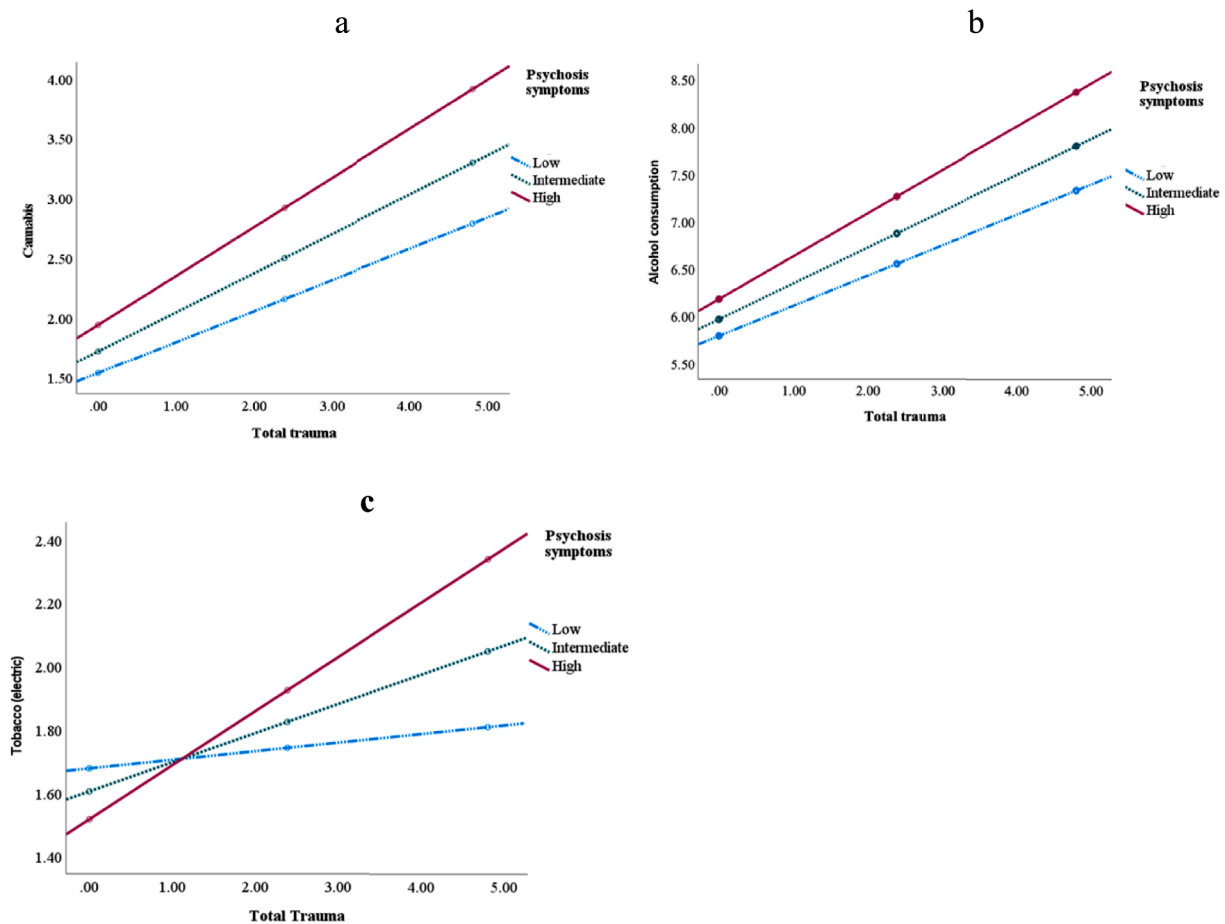 a
4.00
3.50
3.00
2.50
2.00
1.50
.00 1.00 2.00 3.00 4.00 5.00
Cannabis
Total trauma
Psychosis
symptoms
Low
Intermediate
High
b
8.50
8.00
7.50
7.00
6.50
6.00
5.50
.00 1.00 2.00 3.00 4.00 5.00
Alcohol consumption
Total trauma
Psychosis
symptoms
Low
Intermediate
High
c
2.40
2.20
2.00
1.80
1.60
1.40
.00 1.00 2.00 3.00 4.00 5.00
Tobacco (electric)
Total Trauma
Psychosis
symptoms
Low
Intermediate
High